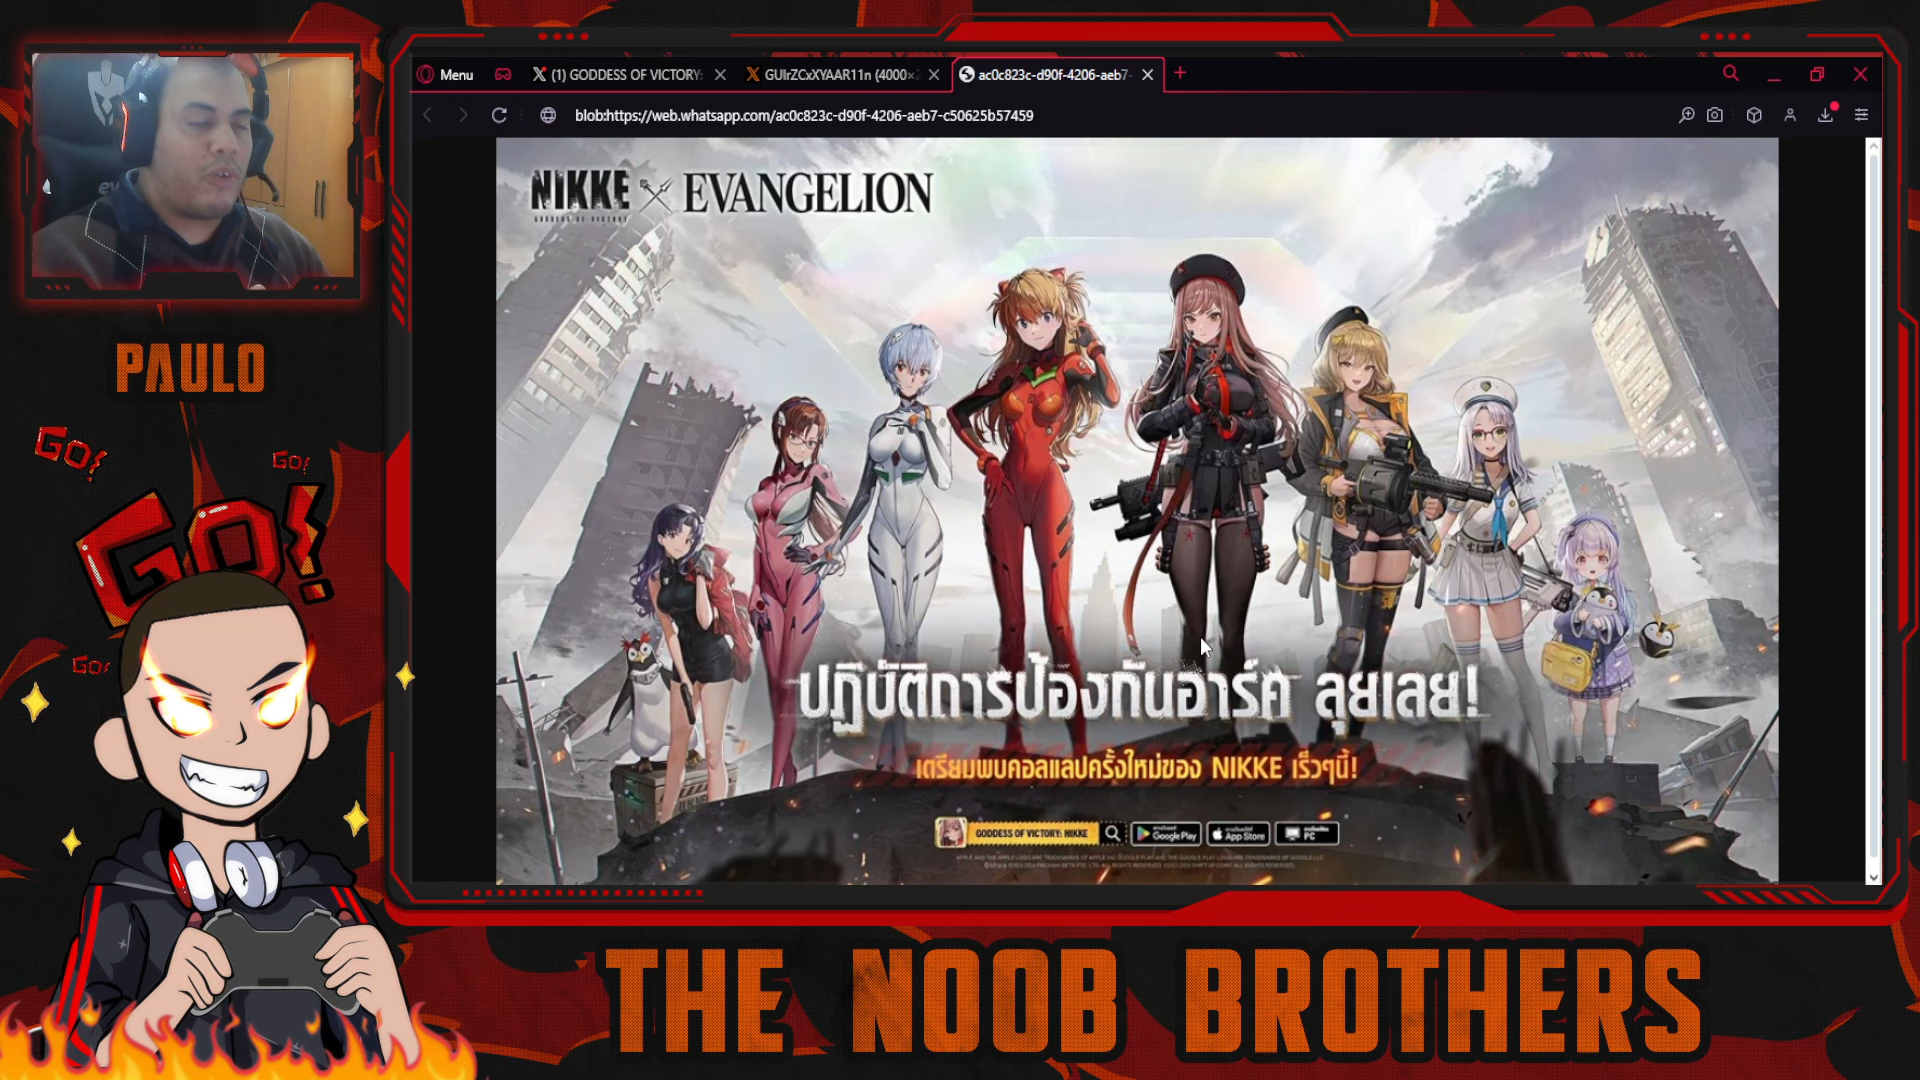 Menu
(1) GODDESS OF VICTORY:
GUIrZCxXYAAR11n (4000×
ac0c823c-d90f-4206-aeb7-
blob:https://web.whatsapp.com/ac0c823c-d90f-4206-aeb7-c50625b57459
NIKKE EVANGELION
GODDESS OF VICTORY
PAULO
GO!
GO!
GO!
GO!
ปฏิบัติการป้องกันอาร์ค ลุยเลย!
เตรียมพบคอลแลปครั้งใหม่ของ NIKKE เร็วๆนี้!
GODDESS OF VICTORY: NIKKE
Google Play
App Store
PC
THE NOOB BROTHERS